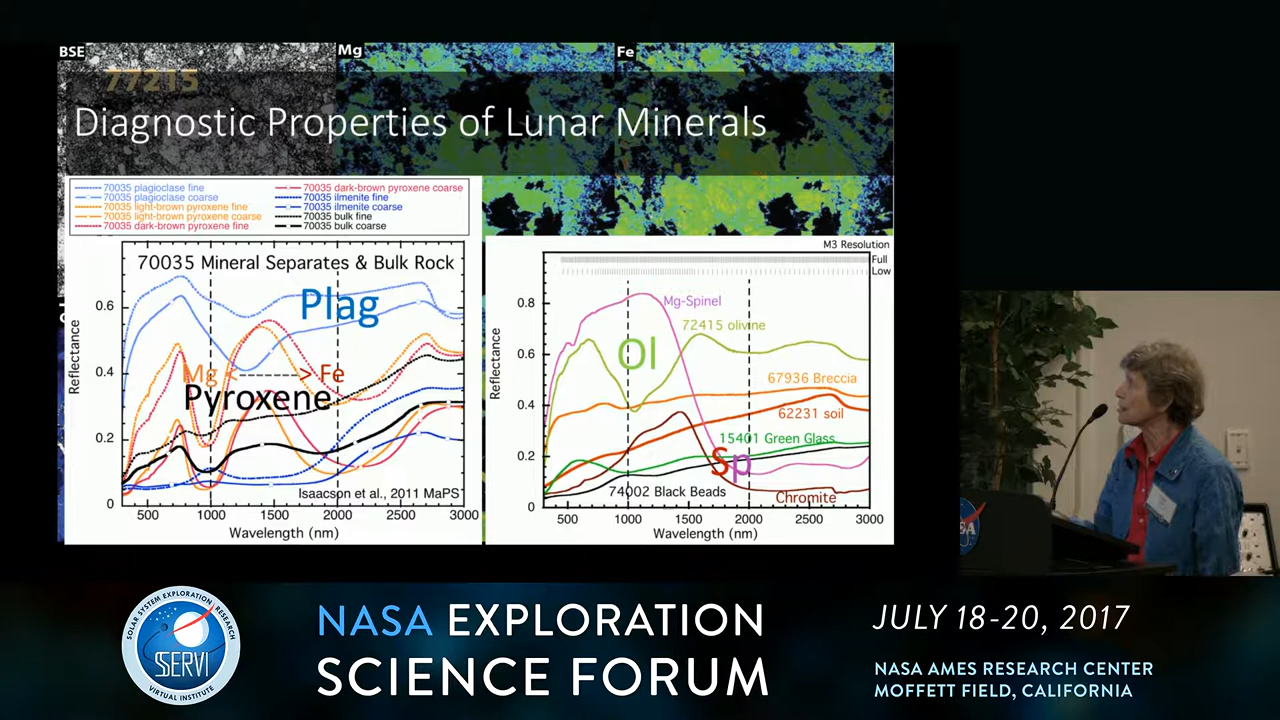 BSE
Mg
Fe
77215
Diagnostic Properties of Lunar Minerals
70035 plagioclase fine
70035 plagioclase coarse
70035 light-brown pyroxene fine
70035 light-brown pyroxene coarse
70035 dark-brown pyroxene fine
70035 dark-brown pyroxene coarse
70035 ilmenite fine
70035 ilmenite coarse
70035 bulk fine
70035 bulk coarse
70035 Mineral Separates & Bulk Rock
Plag
Mg <-----> Fe
Pyroxene
Isaacson et al., 2011 MaPS
Reflectance
0.6
0.4
0.2
0
500 1000 1500 2000 2500 3000
Wavelength (nm)
M3 Resolution
Full
Low
Mg-Spinel
72415 olivine
Ol
67936 Breccia
62231 soil
15401 Green Glass
Sp
74002 Black Beads
Chromite
Reflectance
0.8
0.6
0.4
0.2
0
500 1000 1500 2000 2500 3000
Wavelength (nm)
SOLAR SYSTEM EXPLORATION RESEARCH
SSERVI
VIRTUAL INSTITUTE
NASA EXPLORATION
SCIENCE FORUM
JULY 18-20, 2017
NASA AMES RESEARCH CENTER
MOFFETT FIELD, CALIFORNIA